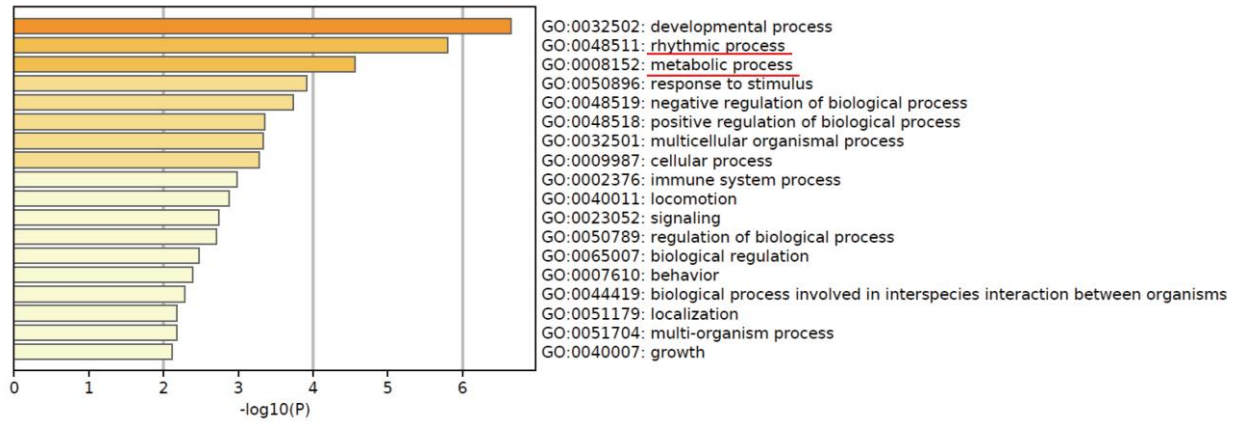 GO:0032502: developmental process
GO:0048511: rhythmic process
GO:0008152: metabolic process
GO:0050896: response to stimulus
GO:0048519: negative regulation of biological process
GO:0048518: positive regulation of biological process
GO:0032501: multicellular organismal process
GO:0009987: cellular process
GO:0002376: immune system process
GO:0040011: locomotion
GO:0023052: signaling
GO:0050789: regulation of biological process
GO:0065007: biological regulation
GO:0007610: behavior
GO:0044419: biological process involved in interspecies interaction between organisms
GO:0051179: localization
GO:0051704: multi-organism process
GO:0040007: growth
0 1 2 3 4 5 6
-log10(P)